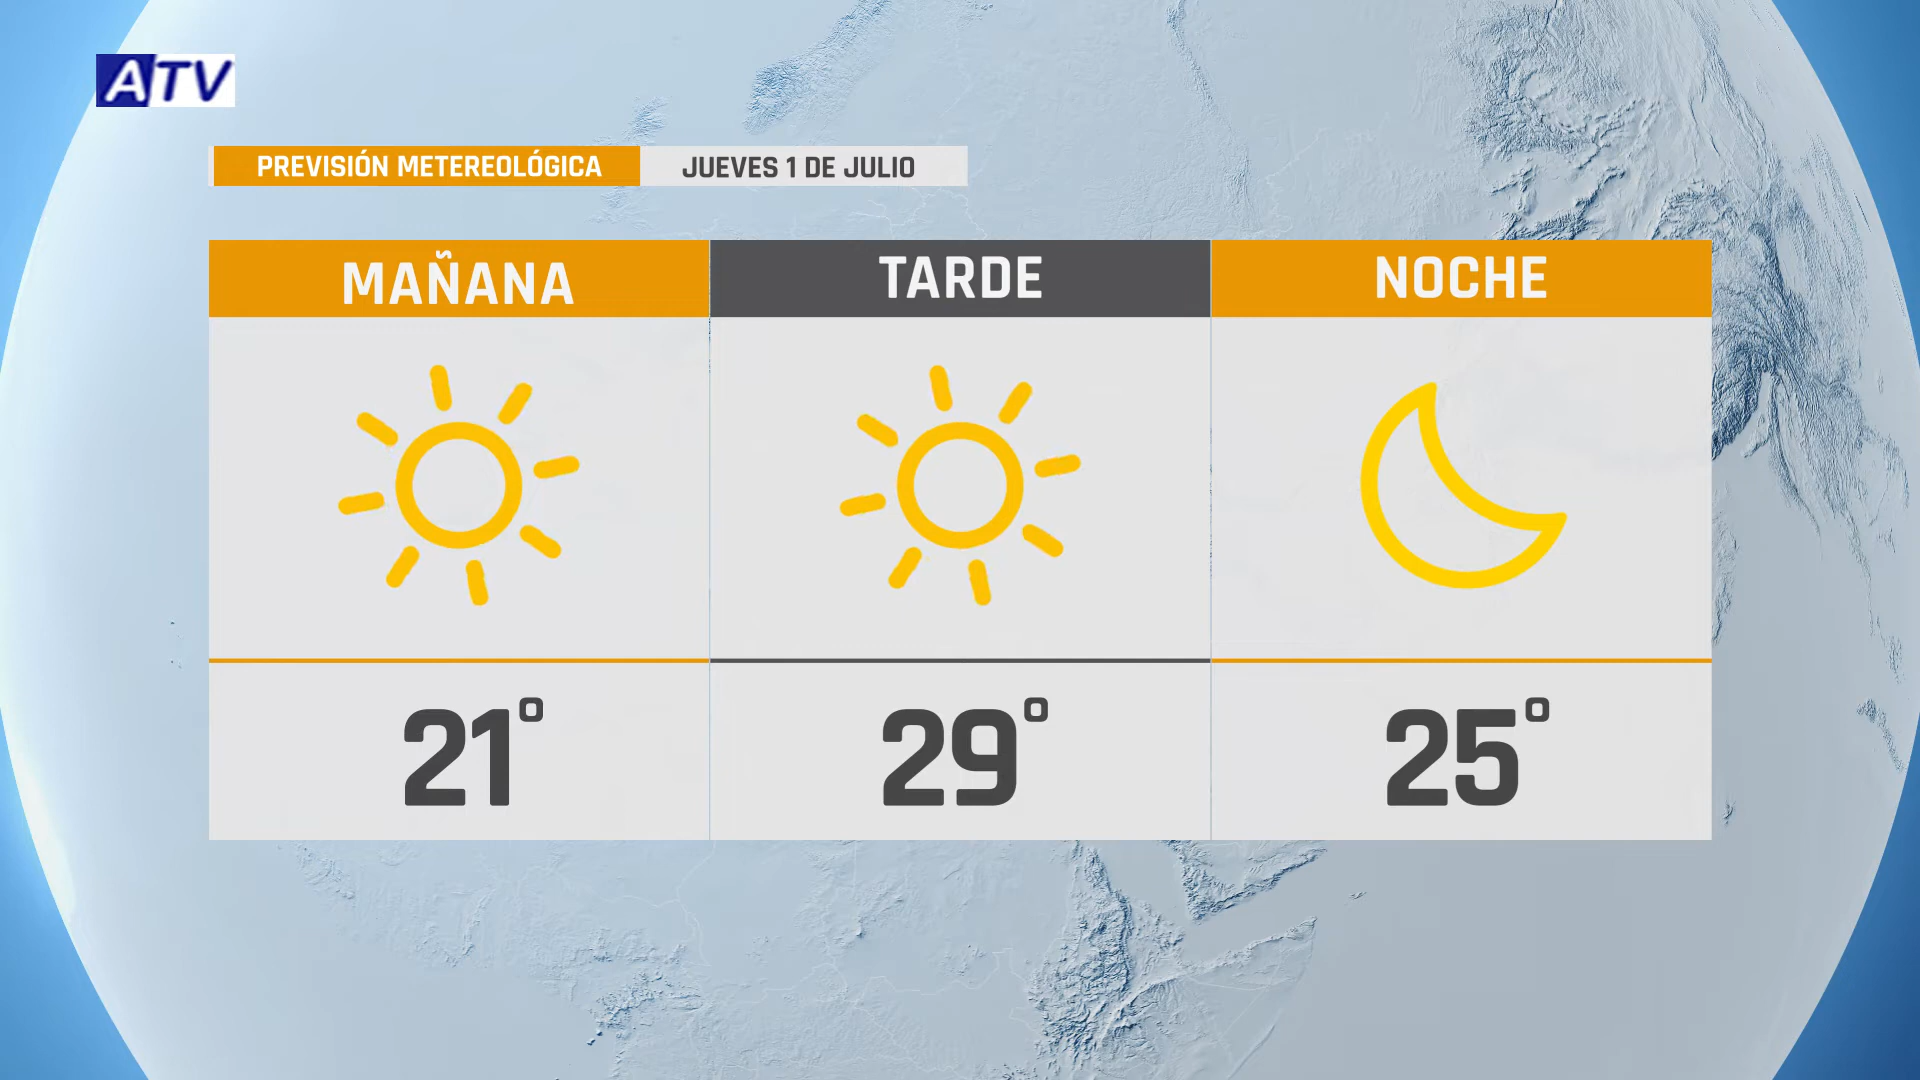 ATV
PREVISIÓN METEREOLÓGICA JUEVES 1 DE JULIO
MAÑANA TARDE NOCHE
21° 29° 25°